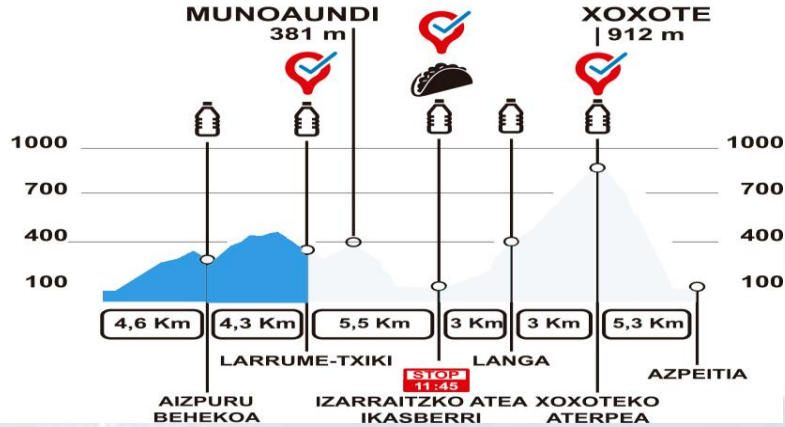 MUNOAUNDI
381 m
XOXOTE
912 m
1000
1000
700
700
400
400
100
100
4,6 Km
4,3 Km
5,5 Km
3 Km
3 Km
5,3 Km
LARRUME-TXIKI
LANGA
AZPEITIA
STOP
11:45
AIZPURU
BEHEKOA
IZARRAITZKO ATEA
IKASBERRI
XOXOTEKO
ATERPEA